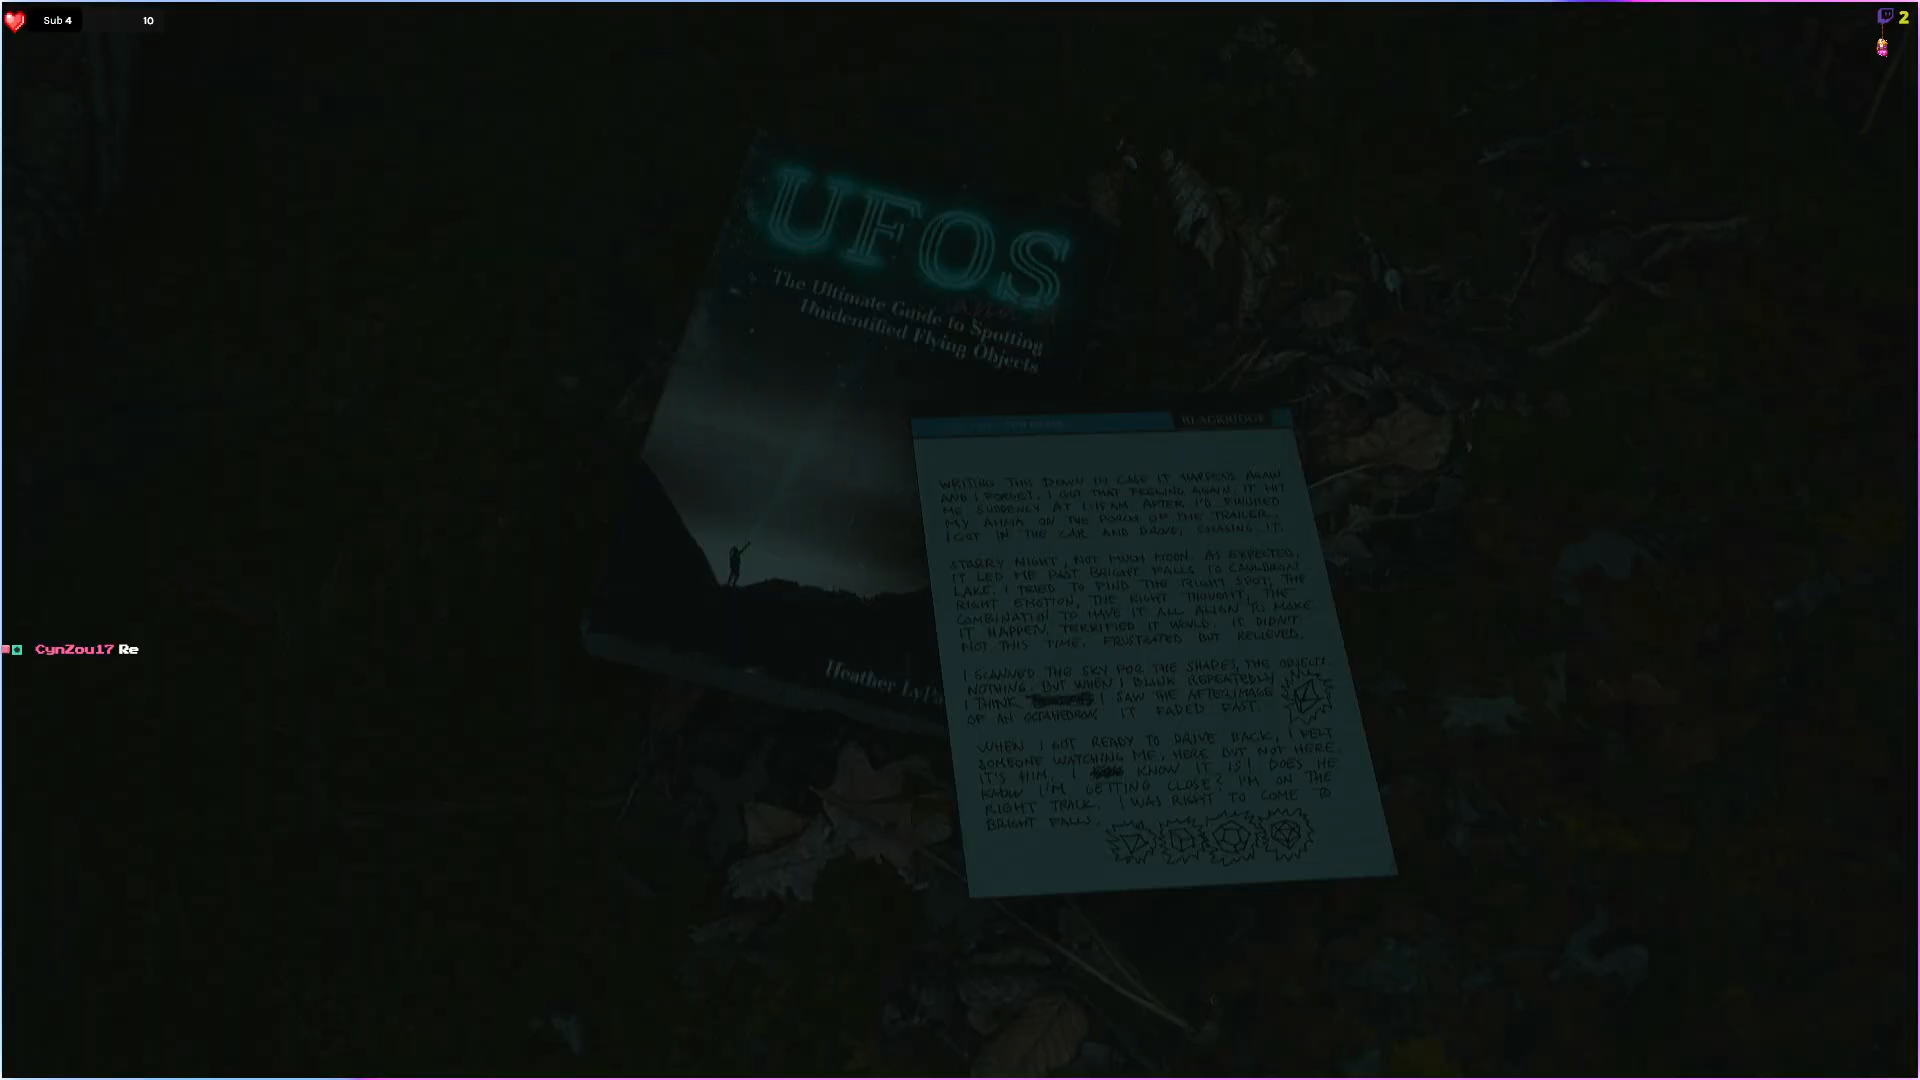 Sub 4
10
2
UFOS
The Ultimate Guide to Spotting
Unidentified Flying Objects
Heather
BLACKRIDGE
WRITING THIS DOWN IN CASE IT HAPPENS AGAIN
AND I FORGET. I GOT THAT FEELING AGAIN. IT HIT
ME SUDDENLY AT 1:15 AM AFTER I'D FINISHED
MY AHMA ON THE PORCH OF THE TRAILER.
I GOT IN THE CAR AND DROVE, CHASING IT.
STARRY NIGHT, NOT MUCH MOON. AS EXPECTED,
IT LED ME PAST BRIGHT FALLS TO CAULDRON
LAKE. I TRIED TO FIND THE RIGHT SPOT, THE
RIGHT EMOTION, THE RIGHT THOUGHT, THE
COMBINATION TO HAVE IT ALL ALIGN TO MAKE
IT HAPPEN, TERRIFIED IT WOULD. IT DIDN'T.
NOT THIS TIME. FRUSTRATED BUT RELIEVED.
I SCANNED THE SKY FOR THE SHAPES, THE OBJECTS.
NOTHING. BUT WHEN I BLINK REPEATEDLY
I THINK I SAW THE AFTERIMAGE
OF AN OCTAHEDRON. IT FADED FAST.
WHEN I GOT READY TO DRIVE BACK, I FELT
SOMEONE WATCHING ME, HERE BUT NOT HERE.
IT'S HIM. I KNOW IT IS! DOES HE
KNOW I'M GETTING CLOSE? I'M ON THE
RIGHT TRACK. I WAS RIGHT TO COME TO
BRIGHT FALLS.
CynZou17 Re